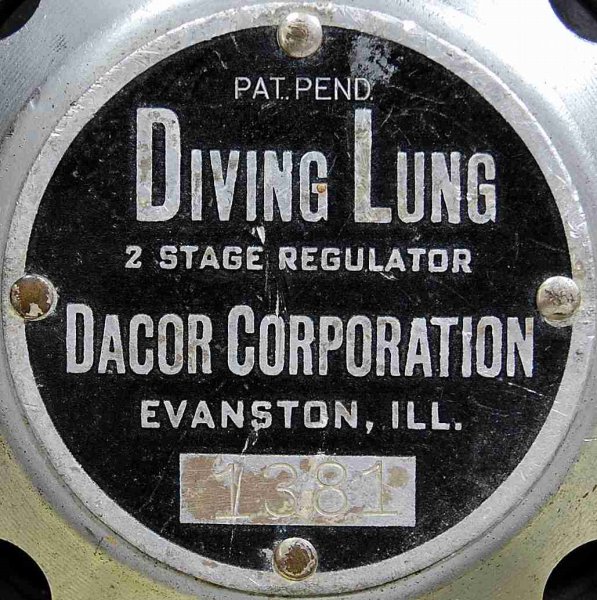 PAT. PEND.
DIVING LUNG
2 STAGE REGULATOR
DACOR CORPORATION
EVANSTON, ILL.
1381